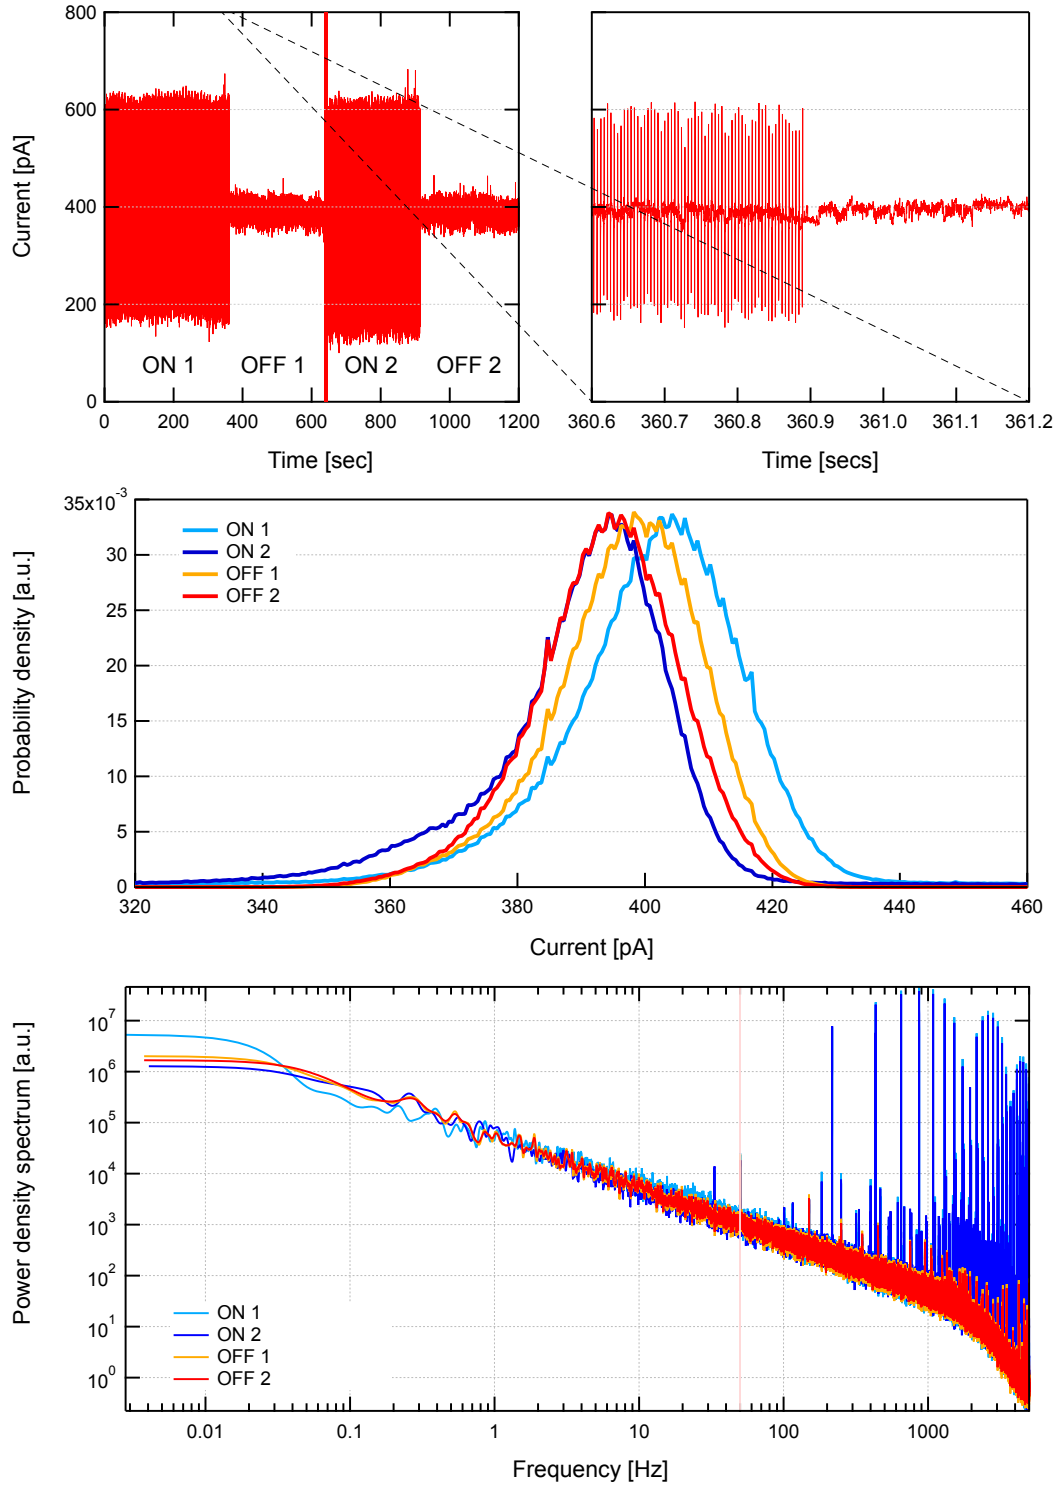 800
600
400
200
0
Current [pA]
ON 1 OFF 1 ON 2 OFF 2
0 200 400 600 800 1000 1200
Time [sec]
360.6 360.7 360.8 360.9 361.0 361.1 361.2
Time [secs]
35x10⁻³
30
25
20
15
10
5
0
Probability density [a.u.]
ON 1
ON 2
OFF 1
OFF 2
320 340 360 380 400 420 440 460
Current [pA]
10⁷
10⁶
10⁵
10⁴
10³
10²
10¹
10⁰
Power density spectrum [a.u.]
ON 1
ON 2
OFF 1
OFF 2
0.01 0.1 1 10 100 1000
Frequency [Hz]